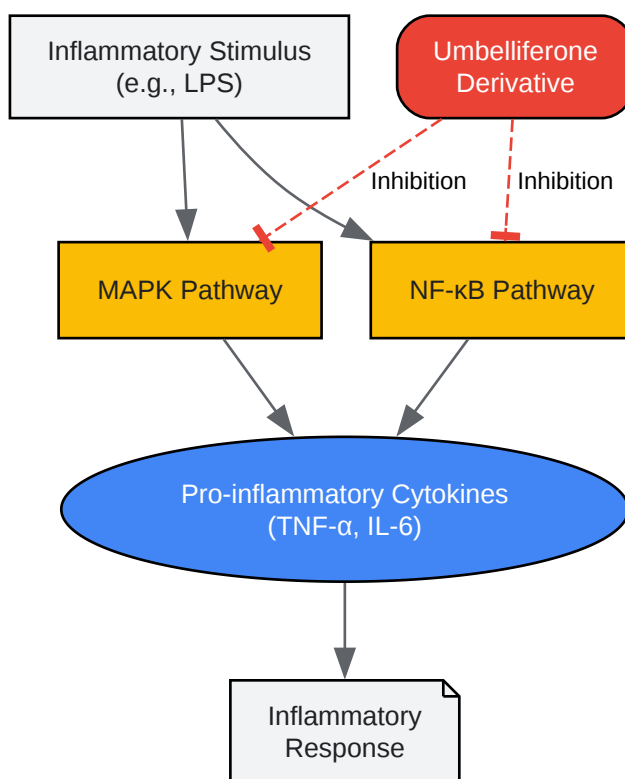 Inflammatory Stimulus
(e.g., LPS)
Umbelliferone
Derivative
Inhibition
Inhibition
MAPK Pathway
NF-κB Pathway
Pro-inflammatory Cytokines
(TNF-α, IL-6)
Inflammatory
Response